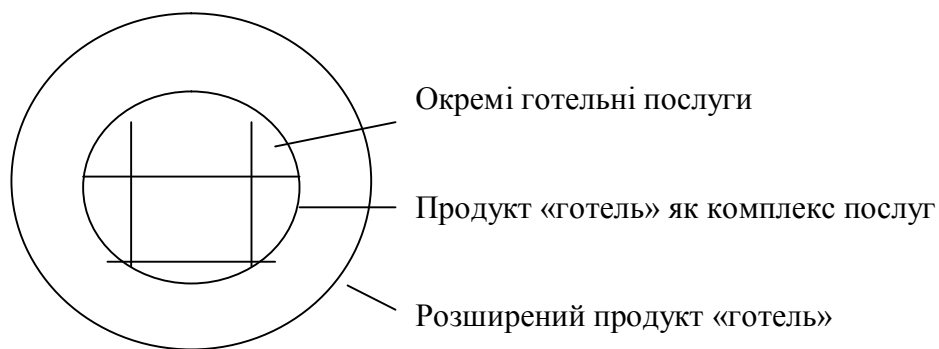 Окремі готельні послуги
Продукт «готель» як комплекс послуг
Розширений продукт «готель»